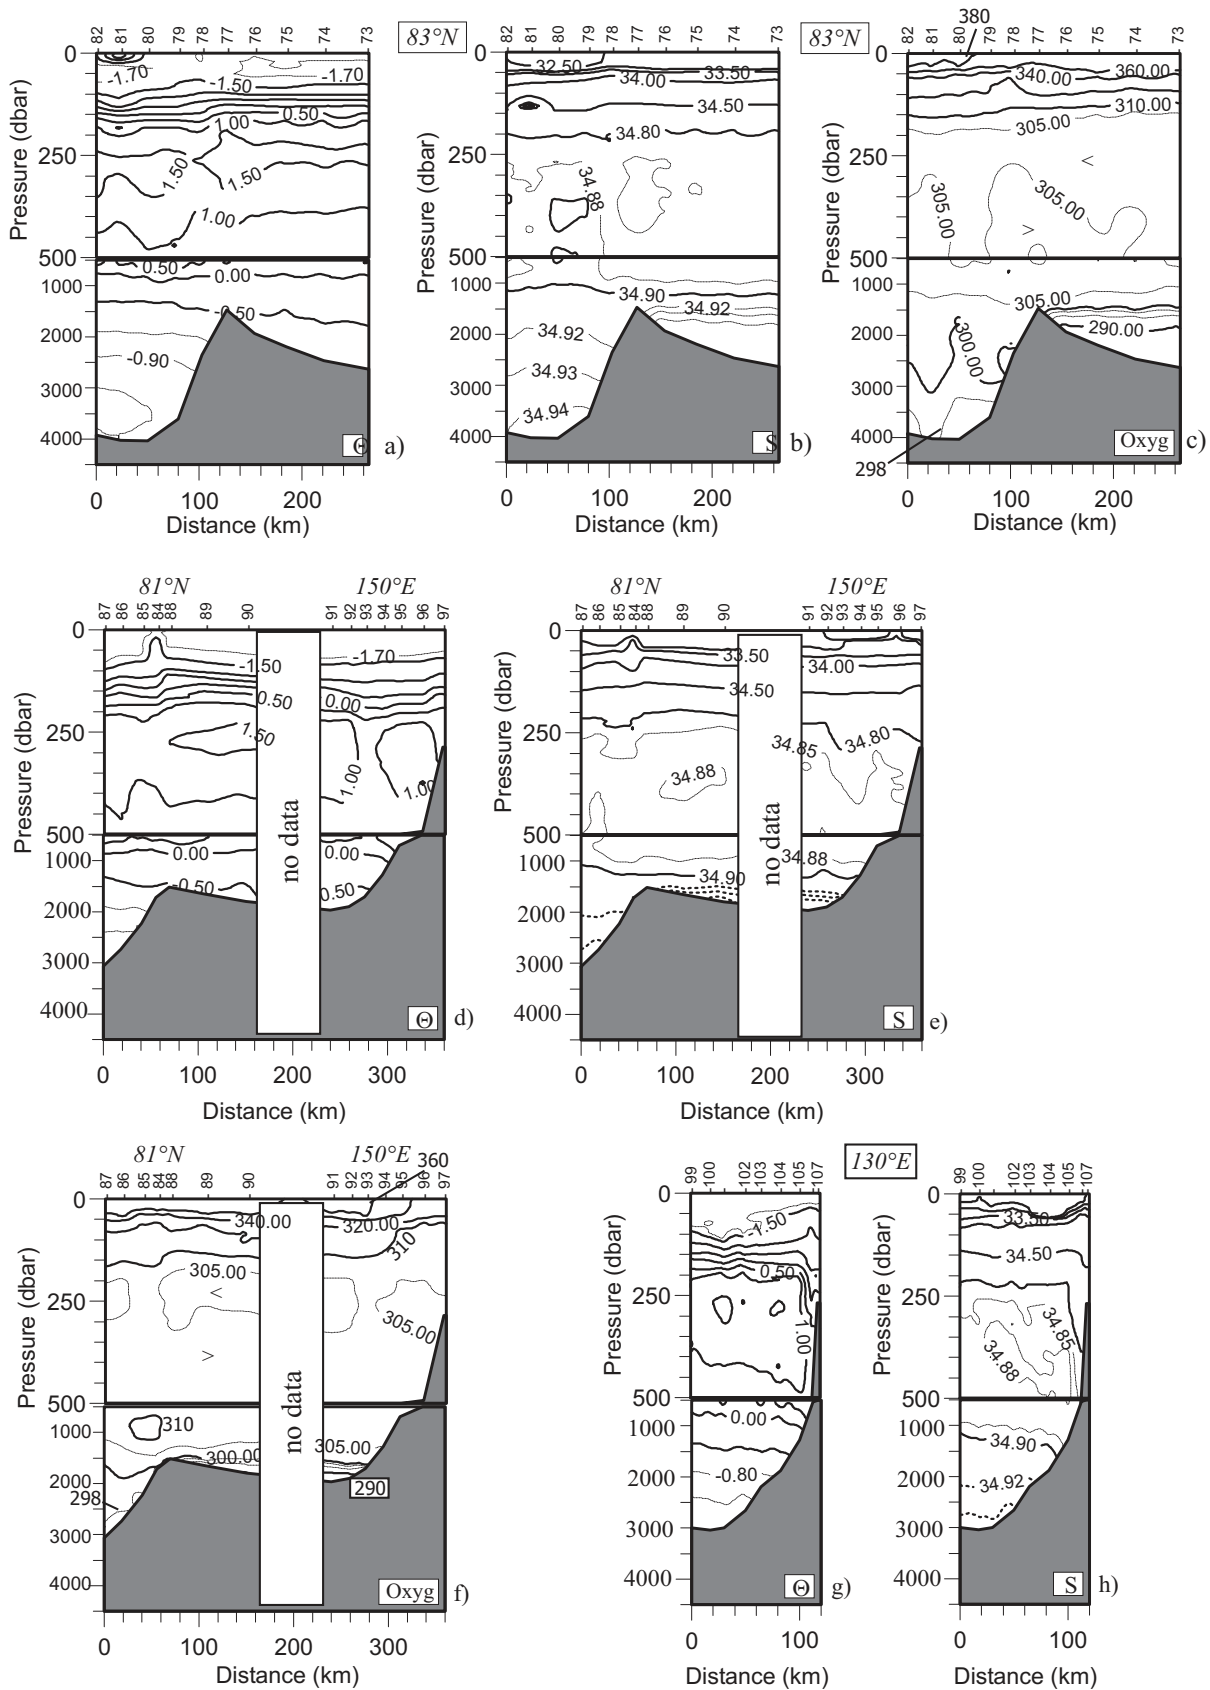 82 81 80 79 78 77 76 75 74 73
83°N
82 81 80 79 78 77 76 75 74 73
83°N
380
82 81 80 79 78 77 76 75 74 73
Pressure (dbar)
0
250
500
1000
2000
3000
4000
-1.70
-1.70
-1.50
0.50
1.00
1.50
1.50
1.00
0.50
0.00
-0.50
-0.90
Θ
a)
0 100 200
Distance (km)
Pressure (dbar)
0
250
500
1000
2000
3000
4000
32.50
33.50
34.00
34.50
34.80
34.88
34.90
34.92
34.92
34.93
34.94
S
b)
0 100 200
Distance (km)
Pressure (dbar)
0
250
500
1000
2000
3000
4000
340.00
360.00
310.00
305.00
<
305.00
305.00
>
305.00
300.00
290.00
298
Oxyg
c)
0 100 200
Distance (km)
81°N 150°E
87 86 85 84 88 89 90 91 92 93 94 95 96 97
Pressure (dbar)
0
250
500
1000
2000
3000
4000
-1.50
-1.70
0.50
0.00
1.50
1.00
1.00
0.00
0.00
-0.50
0.50
no data
Θ
d)
0 100 200 300
Distance (km)
81°N 150°E
87 86 85 84 88 89 90 91 92 93 94 95 96 97
Pressure (dbar)
0
250
500
1000
2000
3000
4000
33.50
34.00
34.50
34.85
34.80
34.88
34.88
34.90
no data
S
e)
0 100 200 300
Distance (km)
81°N 150°E
360
87 86 85 84 88 89 90 91 92 93 94 95 96 97
Pressure (dbar)
0
250
500
1000
2000
3000
4000
340.00
320.00
310
305.00
<
305.00
>
310
300.00
305.00
298
290
no data
Oxyg
f)
0 100 200 300
Distance (km)
130°E
99 100 102 103 104 105 107
Pressure (dbar)
0
250
500
1000
2000
3000
4000
-1.50
0.50
1.00
0.00
-0.80
Θ
g)
0 100
Distance (km)
99 100 102 103 104 105 107
Pressure (dbar)
0
250
500
1000
2000
3000
4000
33.50
34.50
34.85
34.88
34.90
34.92
S
h)
0 100
Distance (km)